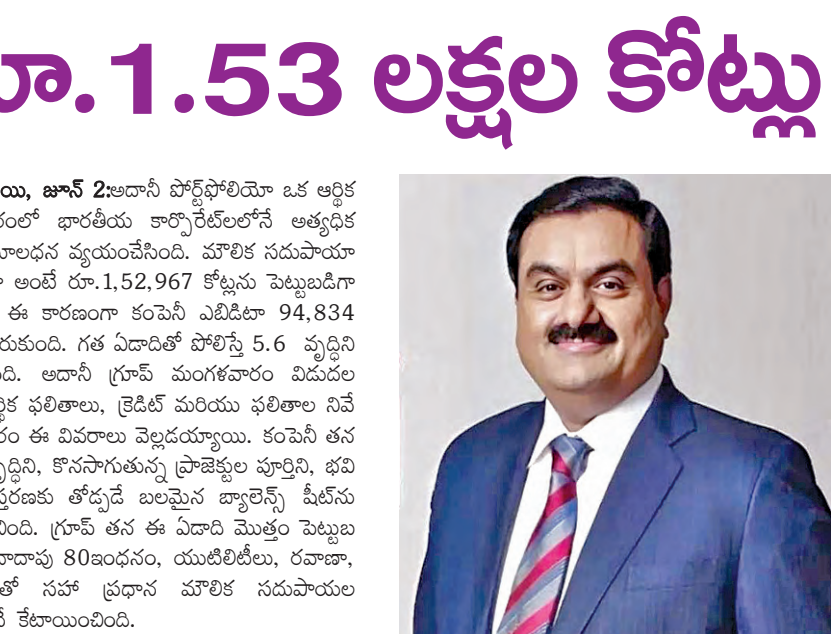 .1.53 లక్షల కోట్లు
జూన్ 2:అదానీ పోర్ట్‌ఫోలియో ఒక ఆర్థిక
భారతీయ కార్పొరేట్‌లలోనే అత్యధిక
వ్యయంచేసింది. మౌలిక సదుపాయా
అంటే రూ.1,52,967 కోట్లను పెట్టుబడిగా
ఈ కారణంగా కంపెనీ ఎబిడిటా 94,834
గత ఏడాదితో పోలిస్తే 5.6 వృద్ధిని
అదానీ గ్రూప్ మంగళవారం విడుదల
ఫలితాలు, క్రెడిట్ మరియు ఫలితాల నివే
ఈ వివరాలు వెల్లడయ్యాయి. కంపెనీ తన
కొనసాగుతున్న ప్రాజెక్టుల పూర్తిని, భవి
తోడ్పడే బలమైన బ్యాలెన్స్ షీట్‌ను
గ్రూప్ తన ఈ ఏడాది మొత్తం పెట్టుబ
80ఇంధనం, యుటిలిటీలు, రవాణా,
సహా ప్రధాన మౌలిక సదుపాయల
కేటాయించింది.